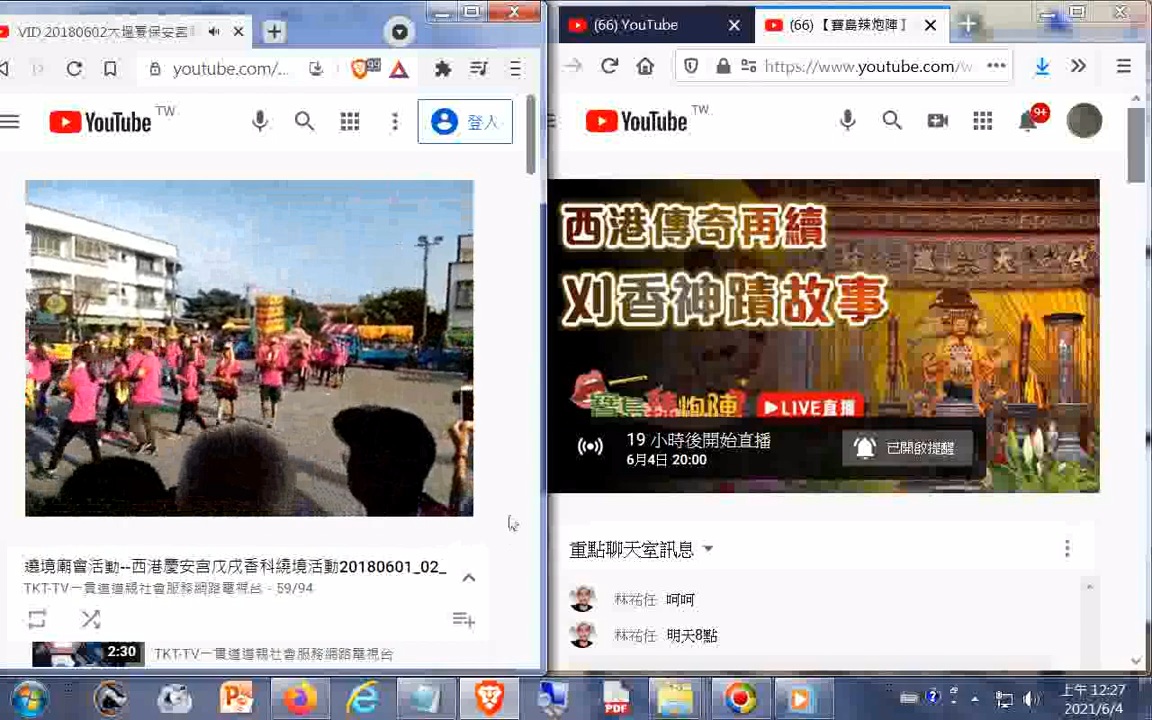 VID 20180602大塭寮保安宮
youtube.com/...
99
YouTube TW
登入
遶境廟會活動--西港慶安宮戊戌香科繞境活動20180601_02_
TKT-TV一貫道道親社會服務網路電視台 - 59/94
2:30
TKT-TV一貫道道親社會服務網路電視台
(66) YouTube
(66) 【寶島辣炮陣】
https://www.youtube.com/w
YouTube TW
9+
西港傳奇再續
刈香神蹟故事
寶島辣炮陣
LIVE直播
19 小時後開始直播
6月4日 20:00
已開啟提醒
重點聊天室訊息
林祐任 呵呵
林祐任 明天8點
PDF
上午 12:27
2021/6/4